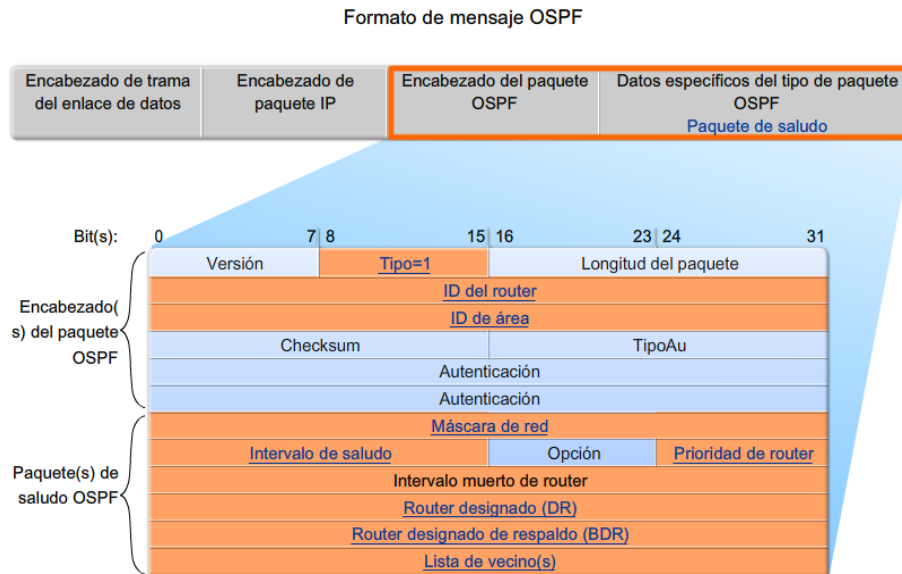 Formato de mensaje OSPF
Encabezado de trama
del enlace de datos
Encabezado de
paquete IP
Encabezado del paquete
OSPF
Datos específicos del tipo de paquete
OSPF
Paquete de saludo
Bit(s): 0 7 8 15 16 23 24 31
Encabezado(
s) del paquete
OSPF
Versión Tipo=1 Longitud del paquete
ID del router
ID de área
Checksum TipoAu
Autenticación
Autenticación
Paquete(s) de
saludo OSPF
Máscara de red
Intervalo de saludo Opción Prioridad de router
Intervalo muerto de router
Router designado (DR)
Router designado de respaldo (BDR)
Lista de vecino(s)